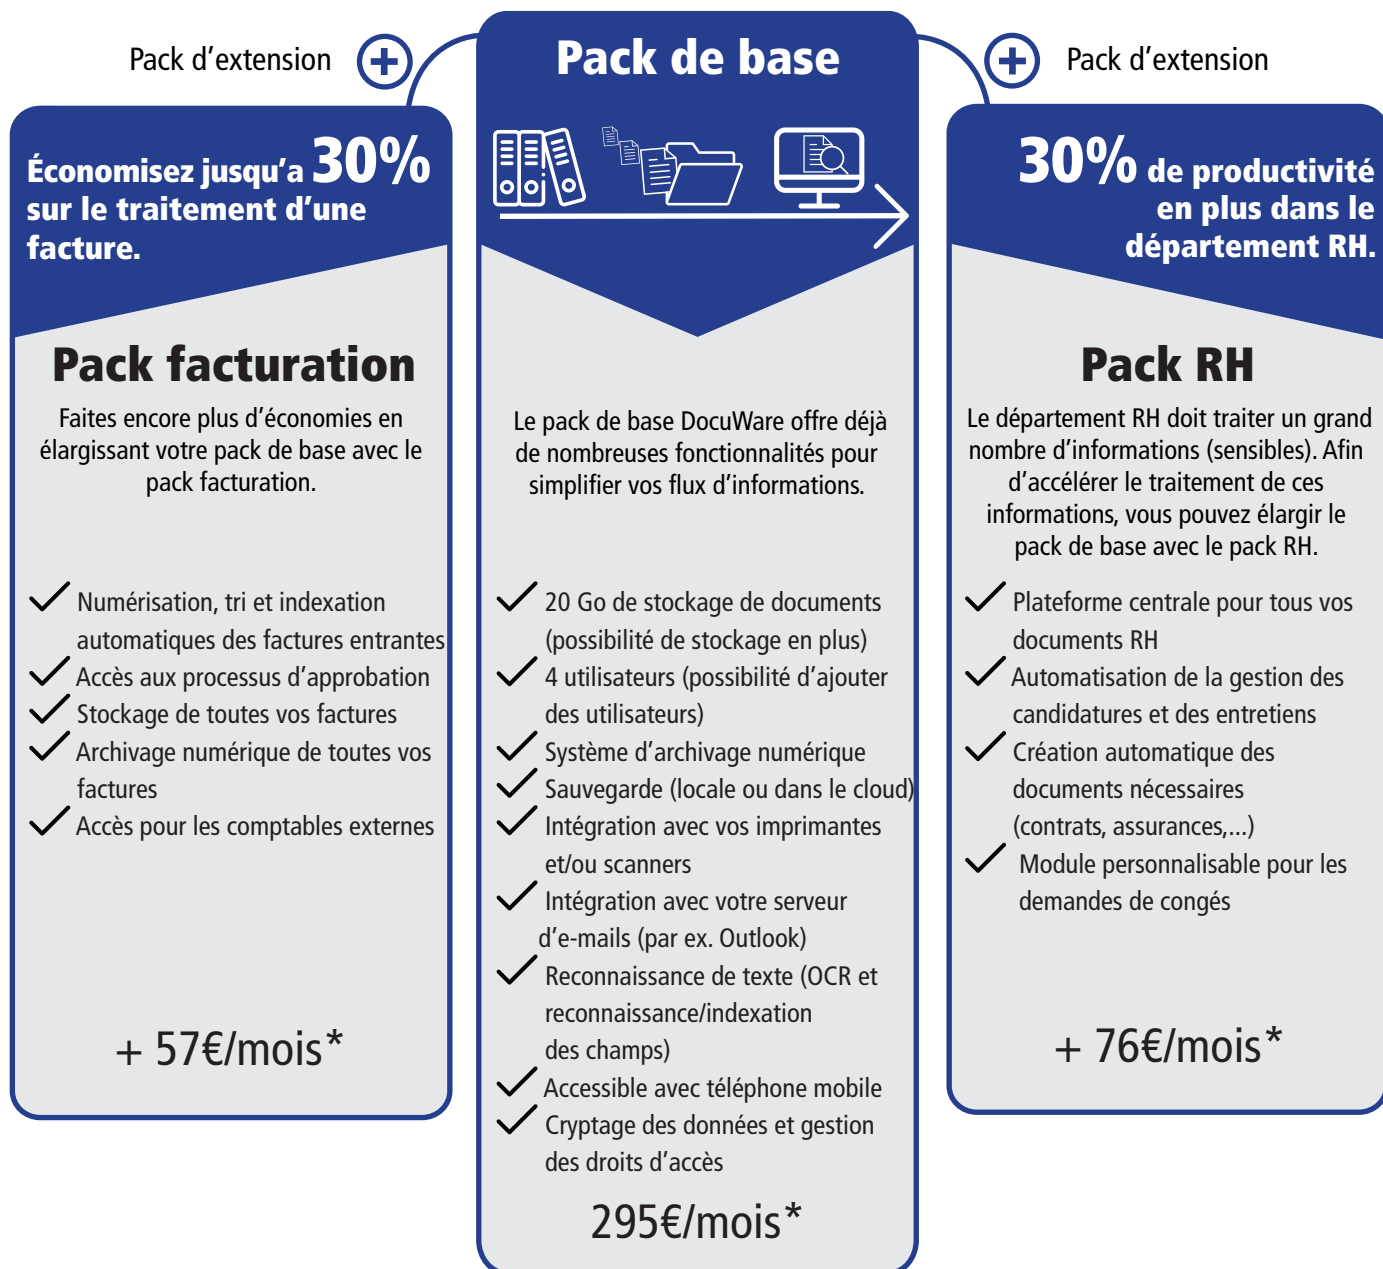 Pack d'extension
Économisez jusqu'a 30%
sur le traitement d'une
facture.
Pack facturation
Faites encore plus d'économies en
élargissant votre pack de base avec le
pack facturation.
Numérisation, tri et indexation
automatiques des factures entrantes
Accès aux processus d'approbation
Stockage de toutes vos factures
Archivage numérique de toutes vos
factures
Accès pour les comptables externes
+ 57€/mois*
Pack de base
Le pack de base DocuWare offre déjà
de nombreuses fonctionnalités pour
simplifier vos flux d'informations.
20 Go de stockage de documents
(possibilité de stockage en plus)
4 utilisateurs (possibilité d'ajouter
des utilisateurs)
Système d'archivage numérique
Sauvegarde (locale ou dans le cloud)
Intégration avec vos imprimantes
et/ou scanners
Intégration avec votre serveur
d'e-mails (par ex. Outlook)
Reconnaissance de texte (OCR et
reconnaissance/indexation
des champs)
Accessible avec téléphone mobile
Cryptage des données et gestion
des droits d'accès
295€/mois*
Pack d'extension
30% de productivité
en plus dans le
département RH.
Pack RH
Le département RH doit traiter un grand
nombre d'informations (sensibles). Afin
d'accélérer le traitement de ces
informations, vous pouvez élargir le
pack de base avec le pack RH.
Plateforme centrale pour tous vos
documents RH
Automatisation de la gestion des
candidatures et des entretiens
Création automatique des
documents nécessaires
(contrats, assurances,...)
Module personnalisable pour les
demandes de congés
+ 76€/mois*